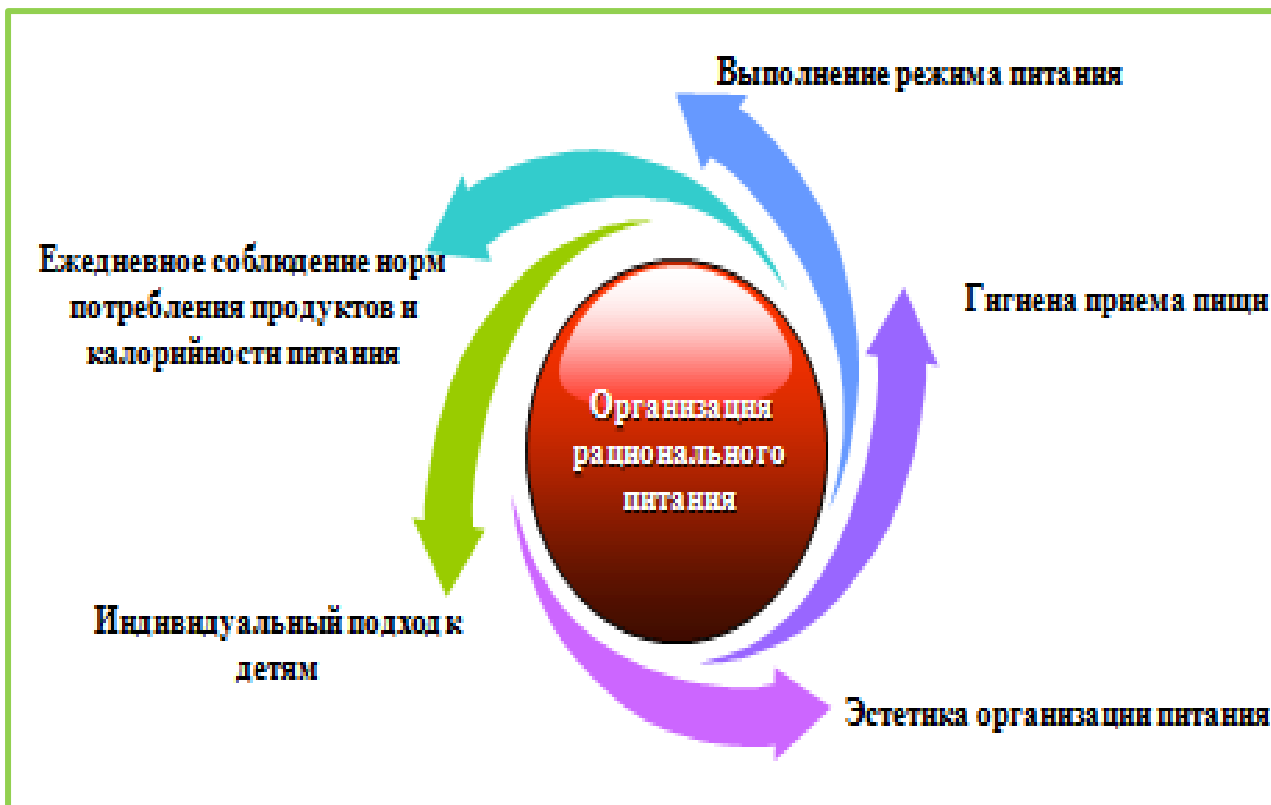 Выполнение режима питания
Ежедневное соблюдение норм
потребления продуктов и
калорийности питания
Гигиена приема пищи
Организация
рационального
питания
Индивидуальный подход к
детям
Эстетика организации питания